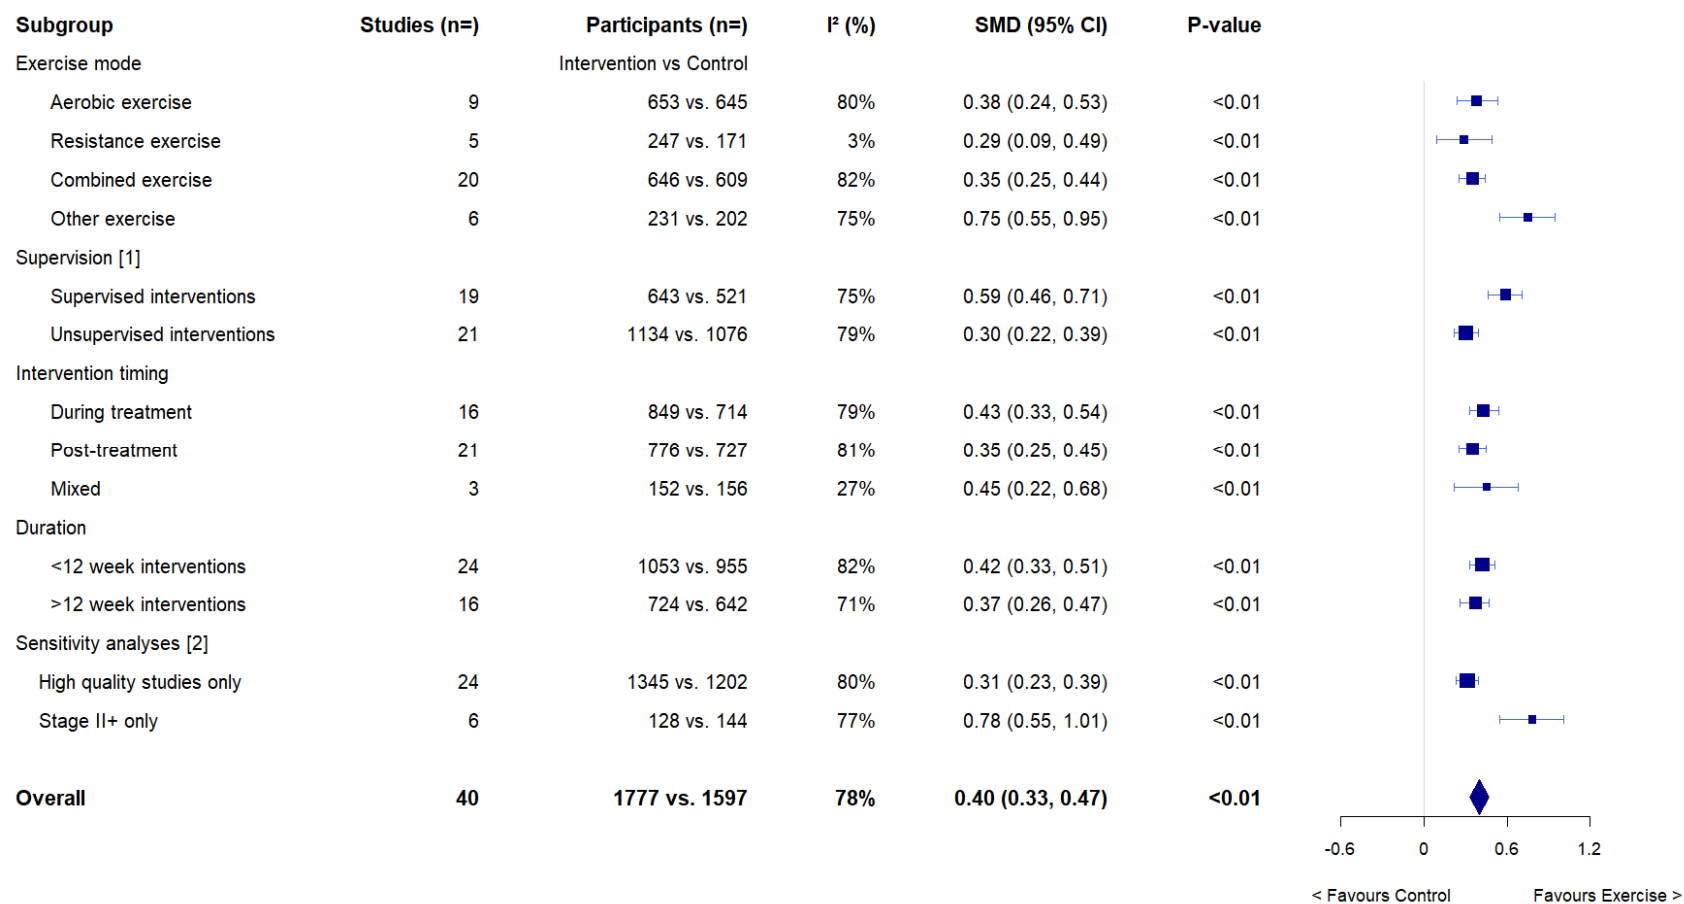 Subgroup Studies (n=) Participants (n=) I² (%) SMD (95% CI) P-value
Exercise mode Intervention vs Control
Aerobic exercise 9 653 vs. 645 80% 0.38 (0.24, 0.53) <0.01
Resistance exercise 5 247 vs. 171 3% 0.29 (0.09, 0.49) <0.01
Combined exercise 20 646 vs. 609 82% 0.35 (0.25, 0.44) <0.01
Other exercise 6 231 vs. 202 75% 0.75 (0.55, 0.95) <0.01
Supervision [1]
Supervised interventions 19 643 vs. 521 75% 0.59 (0.46, 0.71) <0.01
Unsupervised interventions 21 1134 vs. 1076 79% 0.30 (0.22, 0.39) <0.01
Intervention timing
During treatment 16 849 vs. 714 79% 0.43 (0.33, 0.54) <0.01
Post-treatment 21 776 vs. 727 81% 0.35 (0.25, 0.45) <0.01
Mixed 3 152 vs. 156 27% 0.45 (0.22, 0.68) <0.01
Duration
<12 week interventions 24 1053 vs. 955 82% 0.42 (0.33, 0.51) <0.01
>12 week interventions 16 724 vs. 642 71% 0.37 (0.26, 0.47) <0.01
Sensitivity analyses [2]
High quality studies only 24 1345 vs. 1202 80% 0.31 (0.23, 0.39) <0.01
Stage II+ only 6 128 vs. 144 77% 0.78 (0.55, 1.01) <0.01
Overall 40 1777 vs. 1597 78% 0.40 (0.33, 0.47) <0.01
-0.6 0 0.6 1.2
< Favours Control Favours Exercise >